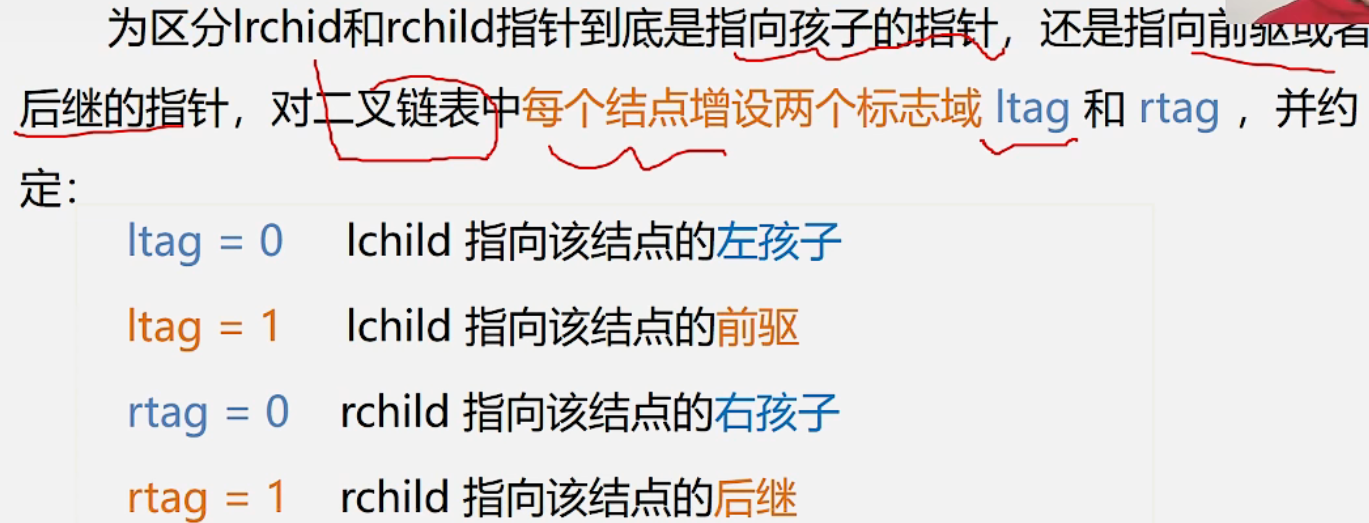 为区分lrchid和rchild指针到底是指向孩子的指针，还是指向前驱或者
后继的指针，对二叉链表中每个结点增设两个标志域 ltag 和 rtag ，并约
定：
ltag = 0 lchild 指向该结点的左孩子
ltag = 1 lchild 指向该结点的前驱
rtag = 0 rchild 指向该结点的右孩子
rtag = 1 rchild 指向该结点的后继